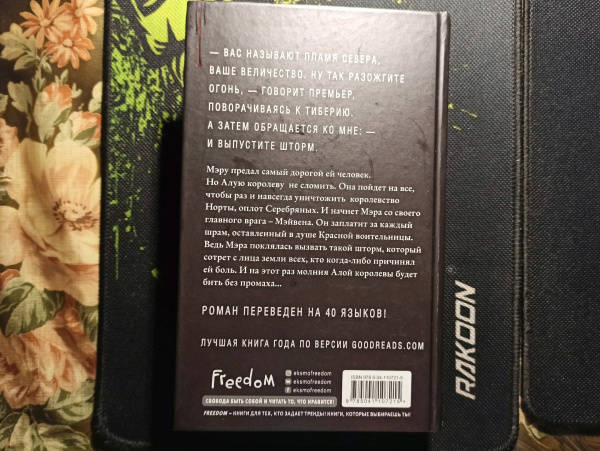 — ВАС НАЗЫВАЮТ ПЛАМЯ СЕВЕРА,
ВАШЕ ВЕЛИЧЕСТВО. НУ ТАК РАЗОЖГИТЕ
ОГОНЬ, — ГОВОРИТ ПРЕМЬЕР,
ПОВОРАЧИВАЯСЬ К ТИБЕРИЮ.
А ЗАТЕМ ОБРАЩАЕТСЯ КО МНЕ: —
И ВЫПУСТИТЕ ШТОРМ.
Мэру предал самый дорогой ей человек.
Но Алую королеву не сломить. Она пойдет на все,
чтобы раз и навсегда уничтожить королевство
Норты, оплот Серебряных. И начнет Мэра со своего
главного врага – Мэйвена. Он заплатит за каждый
шрам, оставленный в душе Красной воительницы.
Ведь Мэра поклялась вызвать такой шторм, который
сотрет с лица земли всех, кто когда-либо причинял
ей боль. И на этот раз молния Алой королевы будет
бить без промаха...
РОМАН ПЕРЕВЕДЕН НА 40 ЯЗЫКОВ!
ЛУЧШАЯ КНИГА ГОДА ПО ВЕРСИИ GOODREADS.COM
Freedom
eksmofreedom
eksmofreedom
eksmofreedom
СВОБОДА БЫТЬ СОБОЙ И ЧИТАТЬ ТО, ЧТО НРАВИТСЯ!
FREEDOM – КНИГИ ДЛЯ ТЕХ, КТО ЗАДАЕТ ТРЕНДЫ! КНИГИ, КОТОРЫЕ ВЫБИРАЕШЬ ТЫ!
RAKOON